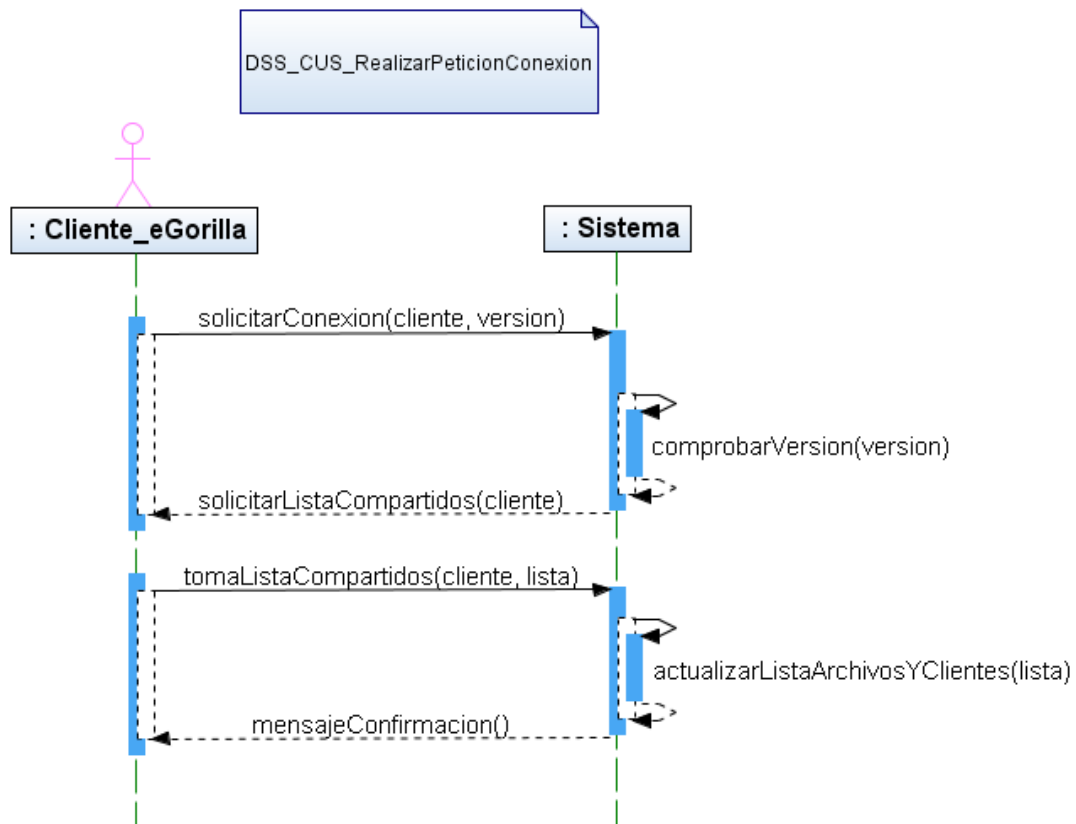 DSS_CUS_RealizarPeticionConexion
: Cliente_eGorilla
: Sistema
solicitarConexion(cliente, version)
comprobarVersion(version)
solicitarListaCompartidos(cliente)
tomaListaCompartidos(cliente, lista)
actualizarListaArchivosYClientes(lista)
mensajeConfirmacion()